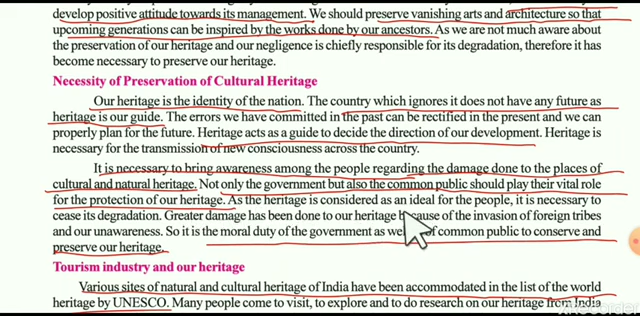 develop positive attitude towards its management. We should preserve vanishing arts and architecture so that
upcoming generations can be inspired by the works done by our ancestors. As we are not much aware about
the preservation of our heritage and our negligence is chiefly responsible for its degradation, therefore it has
become necessary to preserve our heritage.
Necessity of Preservation of Cultural Heritage
Our heritage is the identity of the nation. The country which ignores it does not have any future as
heritage is our guide. The errors we have committed in the past can be rectified in the present and we can
properly plan for the future. Heritage acts as a guide to decide the direction of our development. Heritage is
necessary for the transmission of new consciousness across the country.
It is necessary to bring awareness among the people regarding the damage done to the places of
cultural and natural heritage. Not only the government but also the common public should play their vital role
for the protection of our heritage. As the heritage is considered as an ideal for the people, it is necessary to
cease its degradation. Greater damage has been done to our heritage because of the invasion of foreign tribes
and our unawareness. So it is the moral duty of the government as of common public to conserve and
preserve our heritage.
Tourism industry and our heritage
Various sites of natural and cultural heritage of India have been accommodated in the list of the world
heritage by UNESCO. Many people come to visit, to explore and to do research on our heritage from India